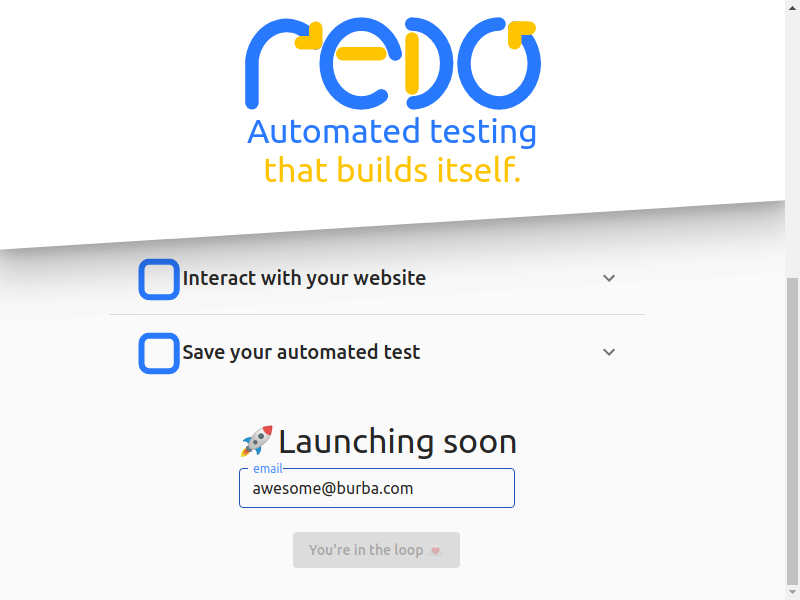 redo
Automated testing
that builds itself.
Interact with your website
Save your automated test
🚀 Launching soon
email
awesome@burba.com
You're in the loop 💌